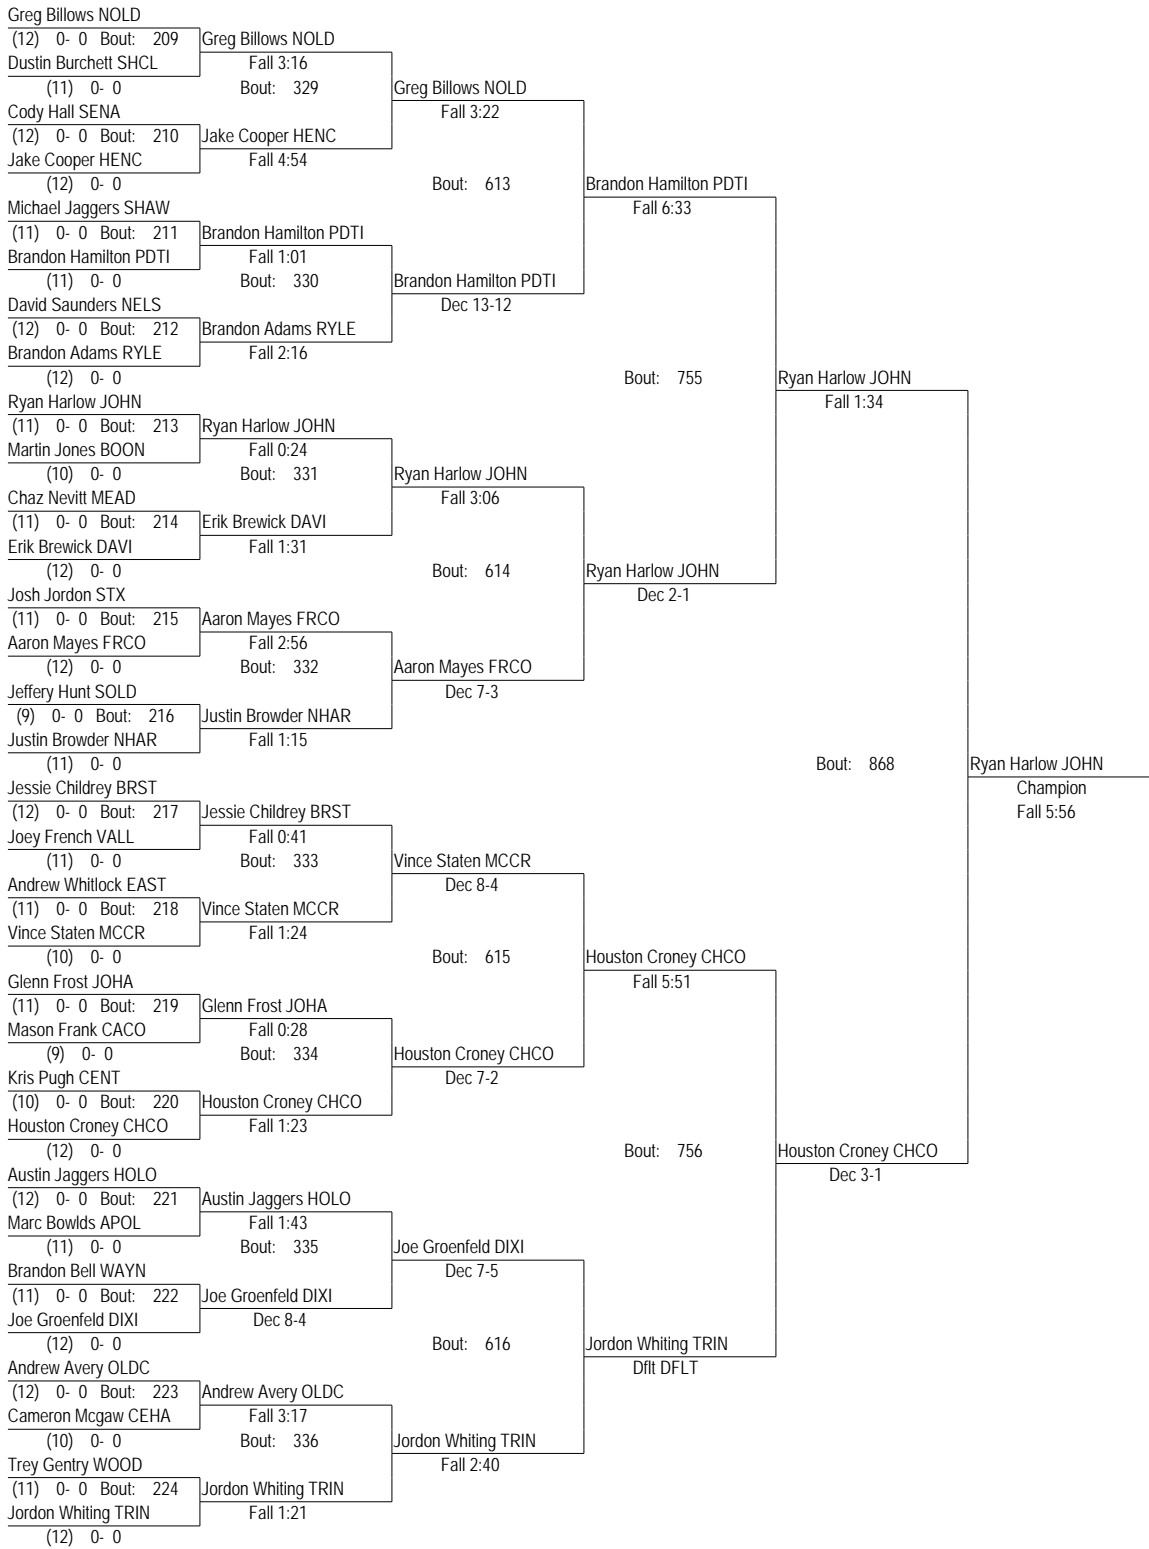 Greg Billows NOLD
(12) 0- 0 Bout: 209 Greg Billows NOLD
Dustin Burchett SHCL Fall 3:16
(11) 0- 0 Bout: 329 Greg Billows NOLD
Cody Hall SENA Fall 3:22
(12) 0- 0 Bout: 210 Jake Cooper HENC
Jake Cooper HENC Fall 4:54
(12) 0- 0 Bout: 613 Brandon Hamilton PDTI
Michael Jaggers SHAW Fall 6:33
(11) 0- 0 Bout: 211 Brandon Hamilton PDTI
Brandon Hamilton PDTI Fall 1:01
(11) 0- 0 Bout: 330 Brandon Hamilton PDTI
David Saunders NELS Dec 13-12
(12) 0- 0 Bout: 212 Brandon Adams RYLE
Brandon Adams RYLE Fall 2:16
(12) 0- 0 Bout: 755 Ryan Harlow JOHN
Ryan Harlow JOHN Fall 1:34
(11) 0- 0 Bout: 213 Ryan Harlow JOHN
Martin Jones BOON Fall 0:24
(10) 0- 0 Bout: 331 Ryan Harlow JOHN
Chaz Nevitt MEAD Fall 3:06
(11) 0- 0 Bout: 214 Erik Brewick DAVI
Erik Brewick DAVI Fall 1:31
(12) 0- 0 Bout: 614 Ryan Harlow JOHN
Josh Jordon STX Dec 2-1
(11) 0- 0 Bout: 215 Aaron Mayes FRCO
Aaron Mayes FRCO Fall 2:56
(12) 0- 0 Bout: 332 Aaron Mayes FRCO
Jeffery Hunt SOLD Dec 7-3
(9) 0- 0 Bout: 216 Justin Browder NHAR
Justin Browder NHAR Fall 1:15
(11) 0- 0 Bout: 868 Ryan Harlow JOHN
Jessie Childrey BRST Champion
(12) 0- 0 Bout: 217 Jessie Childrey BRST Fall 5:56
Joey French VALL Fall 0:41
(11) 0- 0 Bout: 333 Vince Staten MCCR
Andrew Whitlock EAST Dec 8-4
(11) 0- 0 Bout: 218 Vince Staten MCCR
Vince Staten MCCR Fall 1:24
(10) 0- 0 Bout: 615 Houston Croney CHCO
Glenn Frost JOHA Fall 5:51
(11) 0- 0 Bout: 219 Glenn Frost JOHA
Mason Frank CACO Fall 0:28
(9) 0- 0 Bout: 334 Houston Croney CHCO
Kris Pugh CENT Dec 7-2
(10) 0- 0 Bout: 220 Houston Croney CHCO
Houston Croney CHCO Fall 1:23
(12) 0- 0 Bout: 756 Houston Croney CHCO
Austin Jaggers HOLO Dec 3-1
(12) 0- 0 Bout: 221 Austin Jaggers HOLO
Marc Bowlds APOL Fall 1:43
(11) 0- 0 Bout: 335 Joe Groenfeld DIXI
Brandon Bell WAYN Dec 7-5
(11) 0- 0 Bout: 222 Joe Groenfeld DIXI
Joe Groenfeld DIXI Dec 8-4
(12) 0- 0 Bout: 616 Jordon Whiting TRIN
Andrew Avery OLDC Dflt DFLT
(12) 0- 0 Bout: 223 Andrew Avery OLDC
Cameron Mcgaw CEHA Fall 3:17
(10) 0- 0 Bout: 336 Jordon Whiting TRIN
Trey Gentry WOOD Fall 2:40
(11) 0- 0 Bout: 224 Jordon Whiting TRIN
Jordon Whiting TRIN Fall 1:21
(12) 0- 0